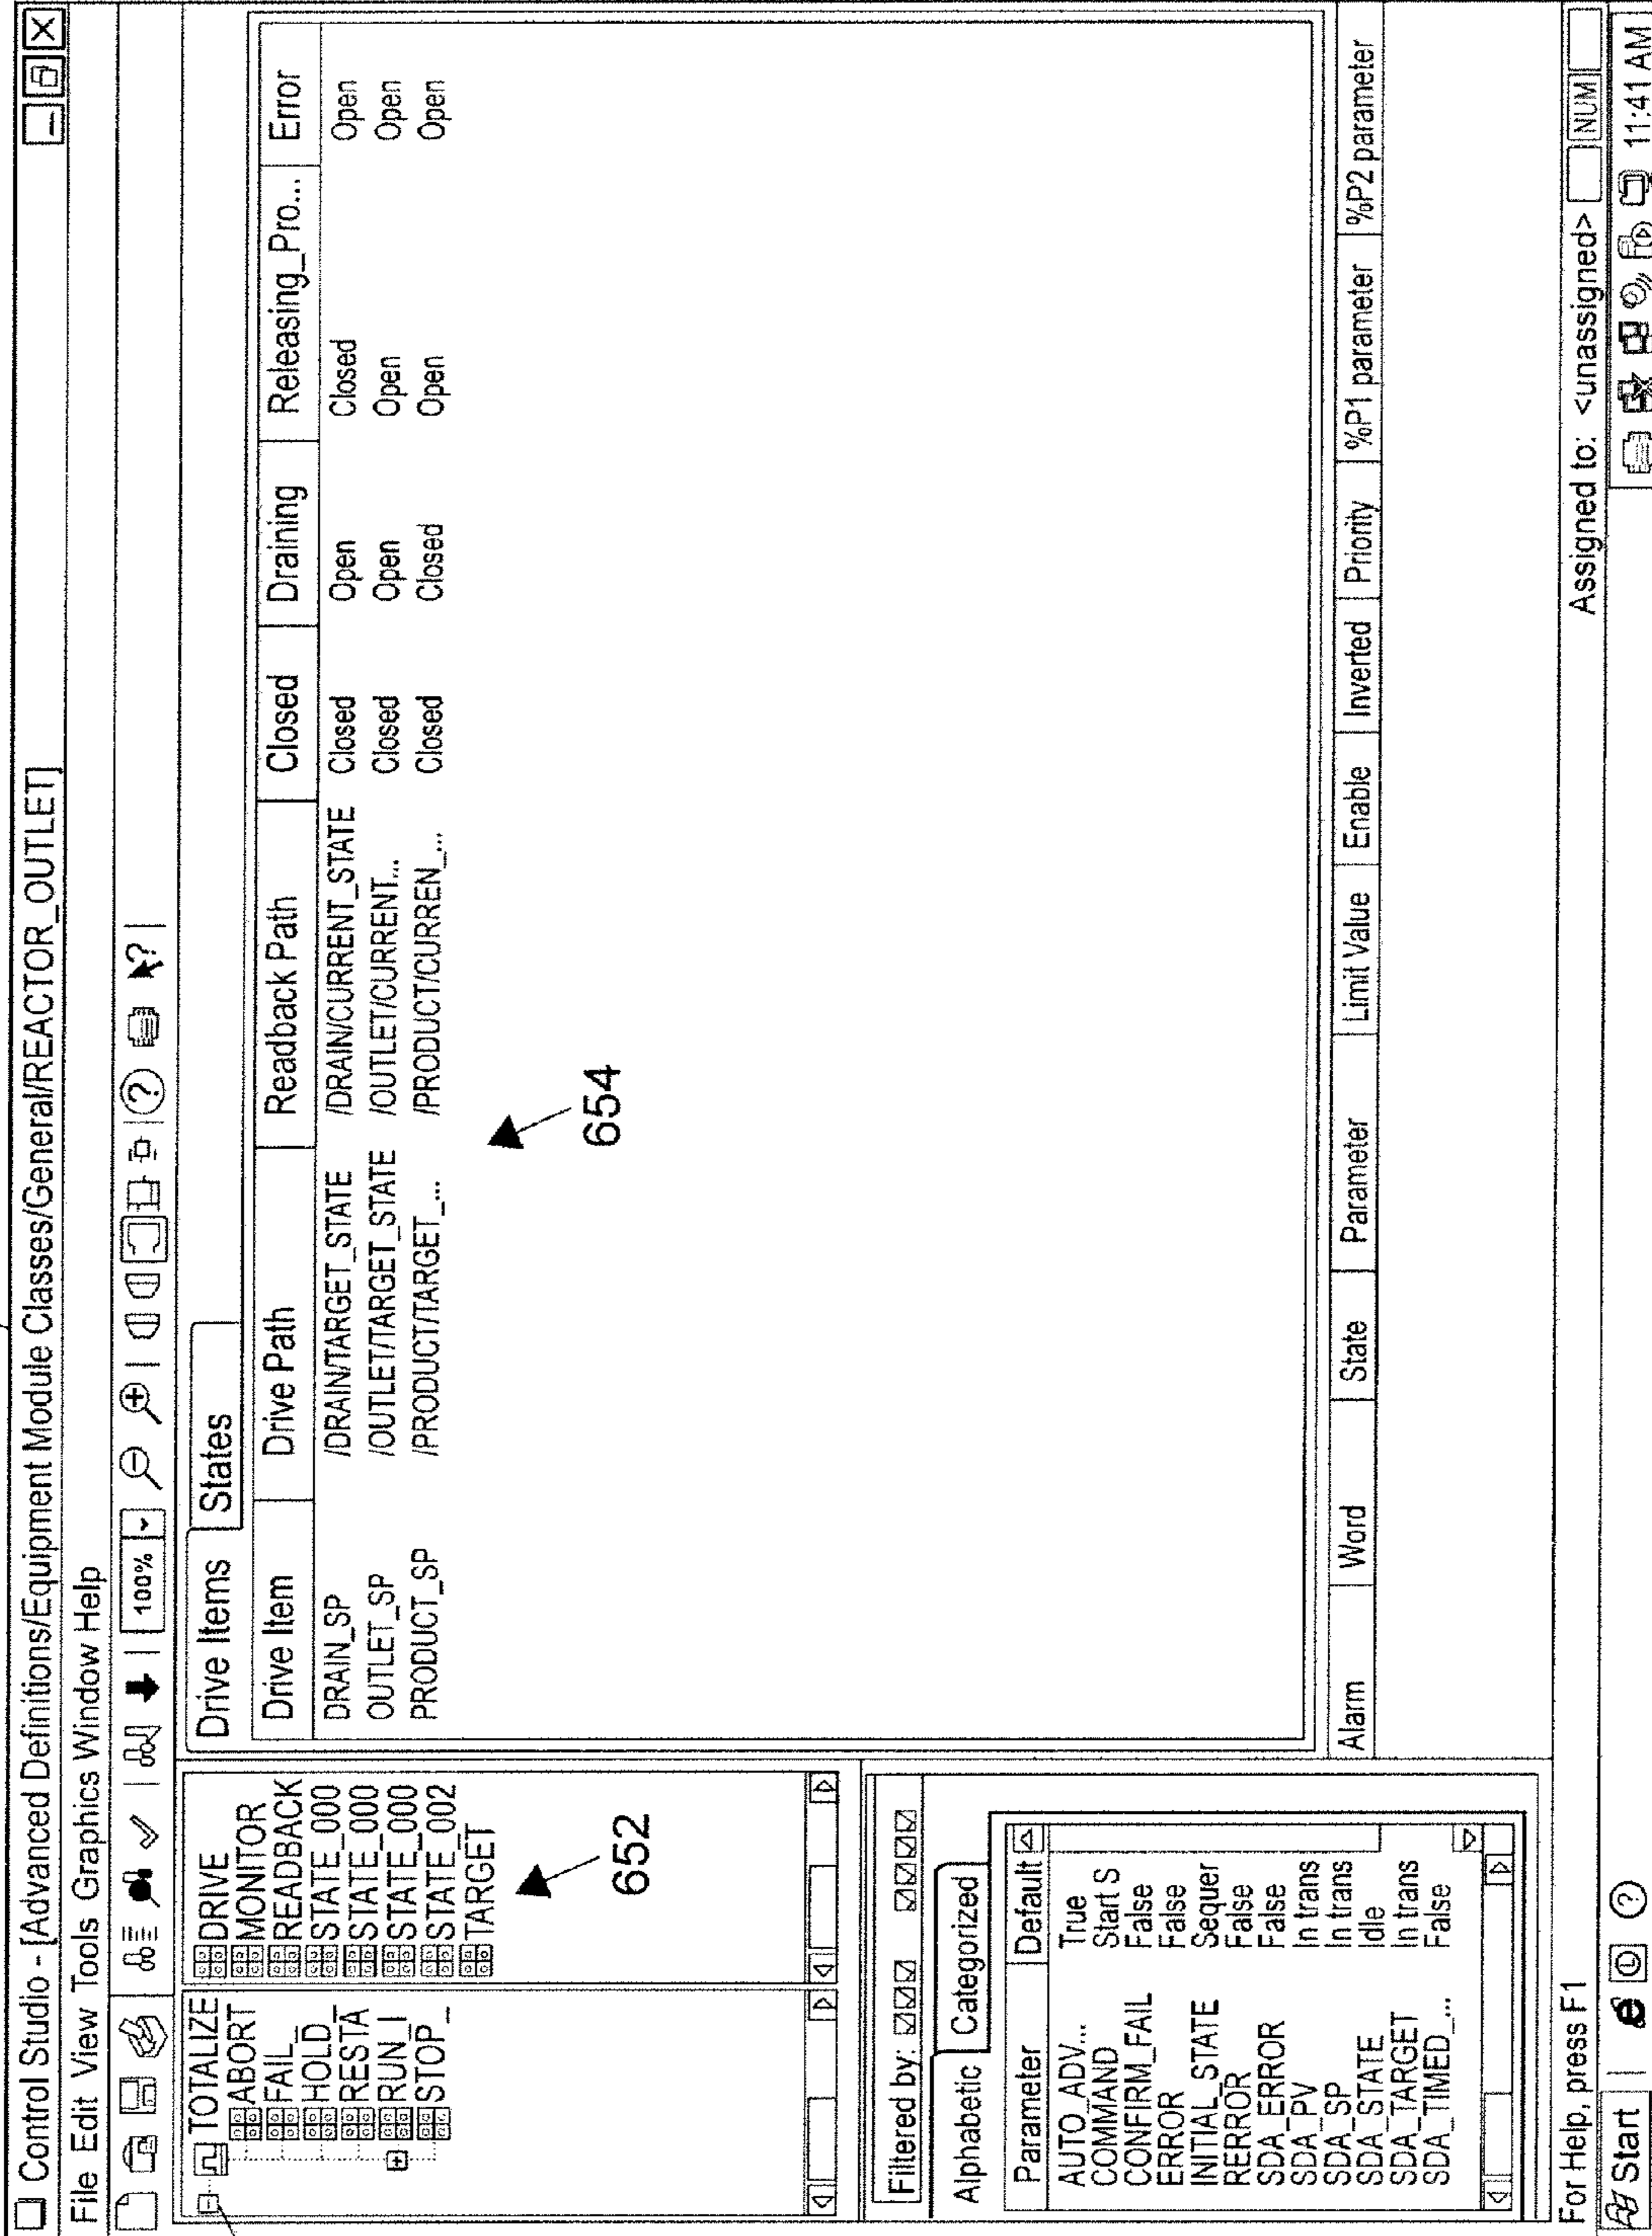 Control Studio - [Advanced Definitions/Equipment Module Classes/General/REACTOR_OUTLET]
File Edit View Tools Graphics Window Help
100%
TOTALIZE
ABORT
FAIL_
HOLD_
RESTA
RUN_I
STOP_
DRIVE
MONITOR
READBACK
STATE_000
STATE_000
STATE_000
STATE_002
TARGET
652
Drive Items States
Drive Item Drive Path Readback Path Closed Draining Releasing_Pro... Error
DRAIN_SP /DRAIN/TARGET_STATE /DRAIN/CURRENT_STATE Closed Open Closed Open
OUTLET_SP /OUTLET/TARGET_STATE /OUTLET/CURRENT... Closed Open Open Open
PRODUCT_SP /PRODUCT/TARGET_... /PRODUCT/CURREN_... Closed Closed Open Open
654
Filtered by:
Alphabetic Categorized
Parameter Default
AUTO_ADV... True
COMMAND Start S
CONFIRM_FAIL False
ERROR False
INITIAL_STATE Sequer
RERROR False
SDA_ERROR False
SDA_PV In trans
SDA_SP In trans
SDA_STATE Idle
SDA_TARGET In trans
SDA_TIMED_... False
Alarm Word State Parameter Limit Value Enable Inverted Priority %P1 parameter %P2 parameter
For Help, press F1
Assigned to: <unassigned> NUM
Start
11:41 AM